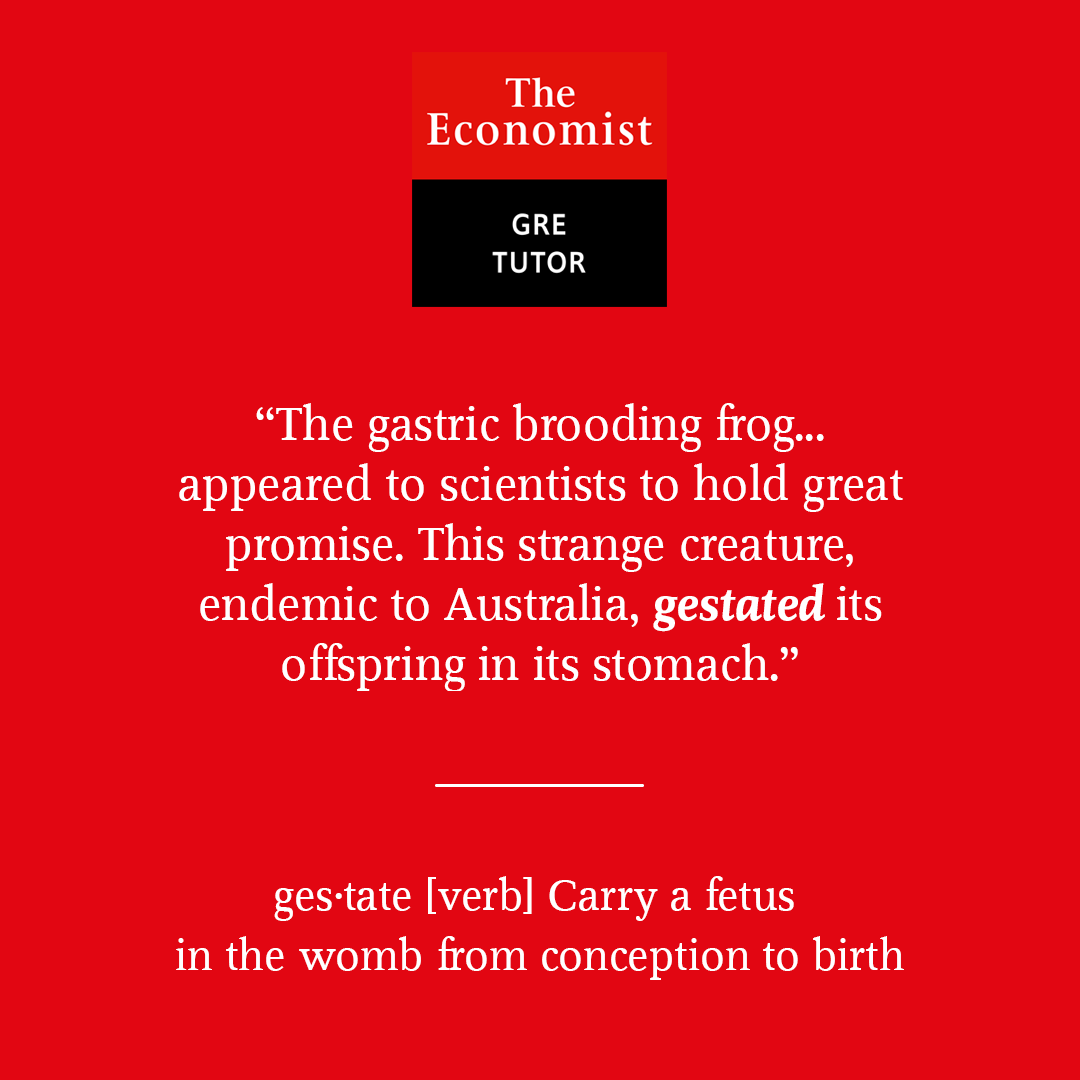 The
Economist
GRE
TUTOR
“The gastric brooding frog...
appeared to scientists to hold great
promise. This strange creature,
endemic to Australia, gestated its
offspring in its stomach.”
ges·tate [verb] Carry a fetus
in the womb from conception to birth